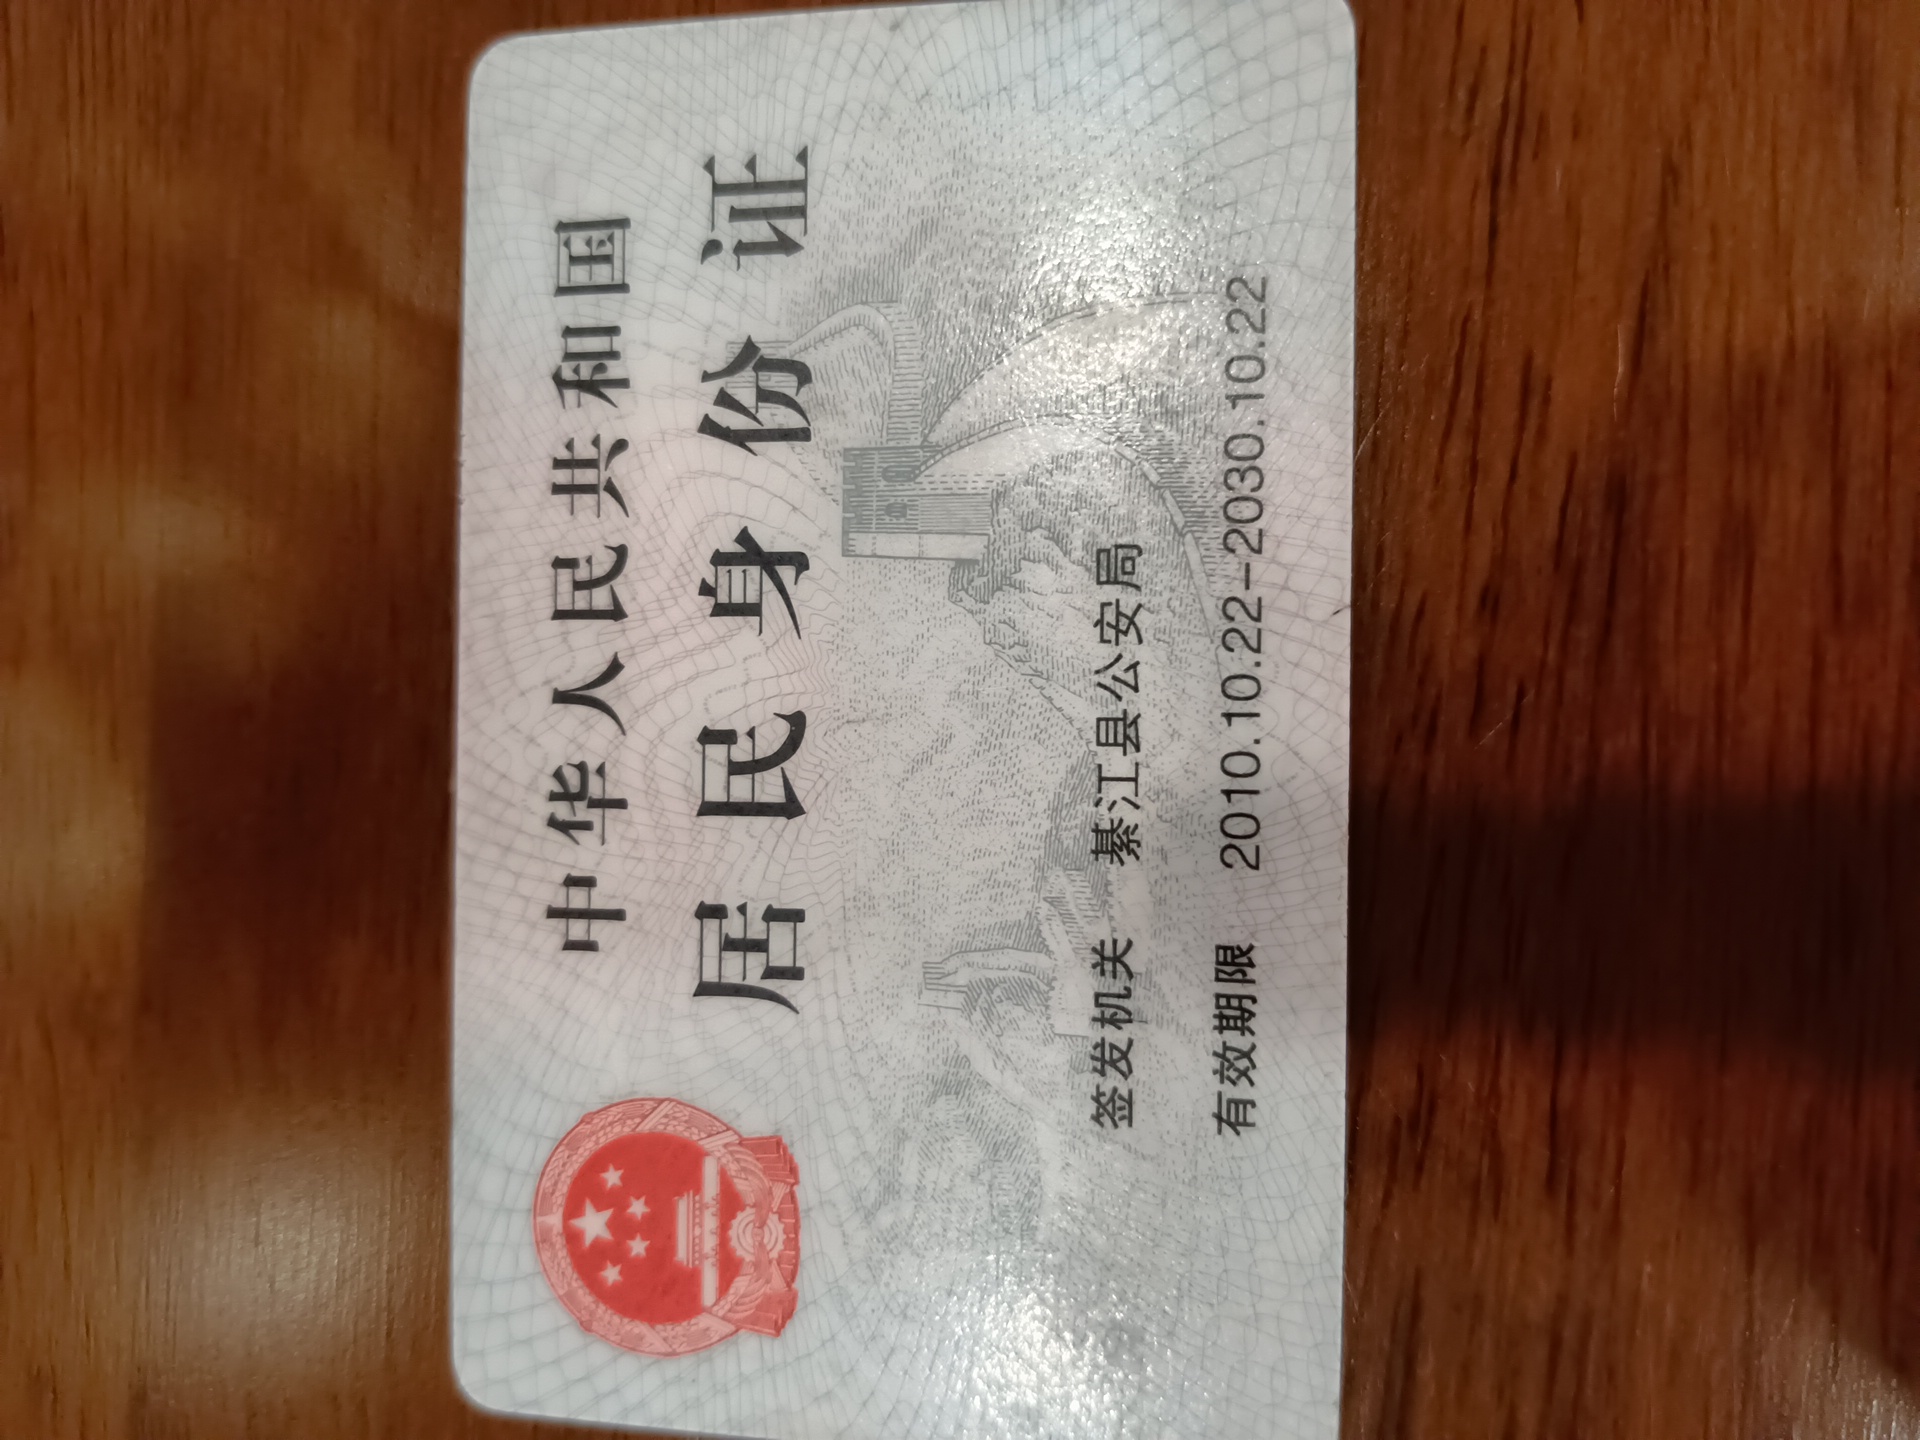 中华人民共和国
居民身份证
签发机关 綦江县公安局
有效期限 2010.10.22-2030.10.22